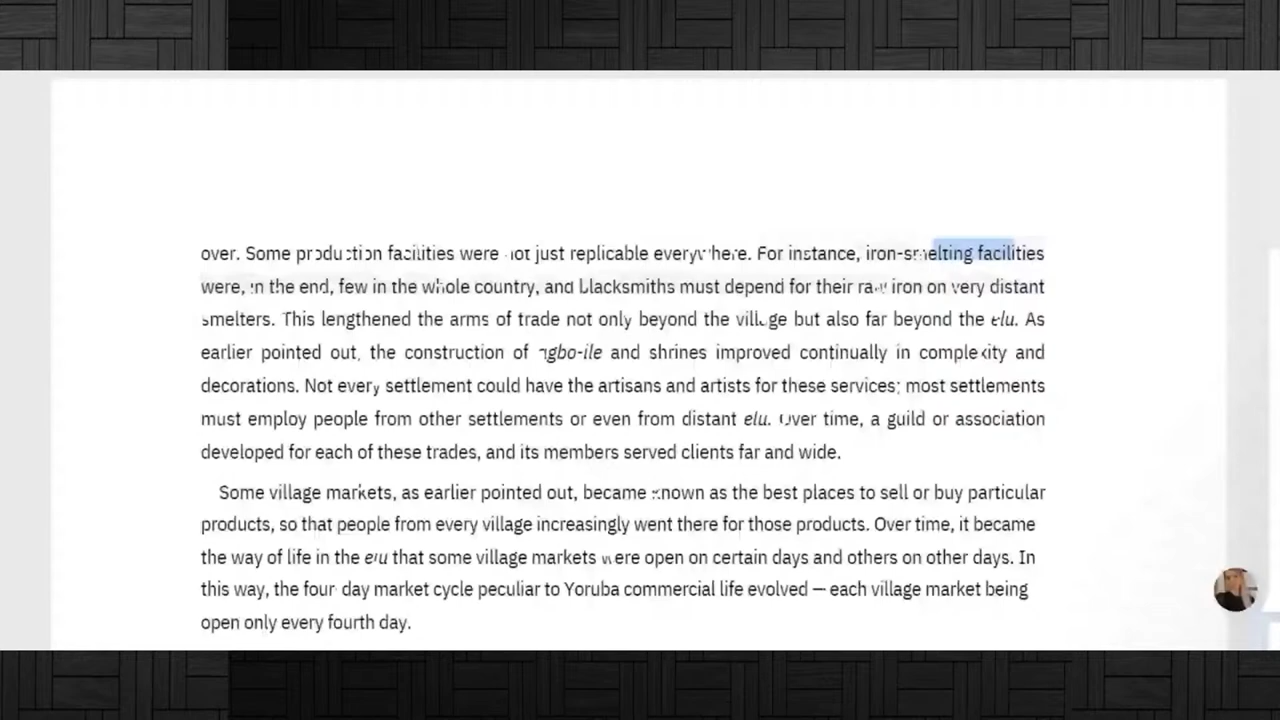 over. Some production facilities were not just replicable everywhere. For instance, iron-smelting facilities
were, in the end, few in the whole country, and blacksmiths must depend for their raw iron on very distant
smelters. This lengthened the arms of trade not only beyond the village but also far beyond the elu. As
earlier pointed out, the construction of agbo-ile and shrines improved continually in complexity and
decorations. Not every settlement could have the artisans and artists for these services; most settlements
must employ people from other settlements or even from distant elu. Over time, a guild or association
developed for each of these trades, and its members served clients far and wide.
Some village markets, as earlier pointed out, became known as the best places to sell or buy particular
products, so that people from every village increasingly went there for those products. Over time, it became
the way of life in the elu that some village markets were open on certain days and others on other days. In
this way, the four day market cycle peculiar to Yoruba commercial life evolved — each village market being
open only every fourth day.